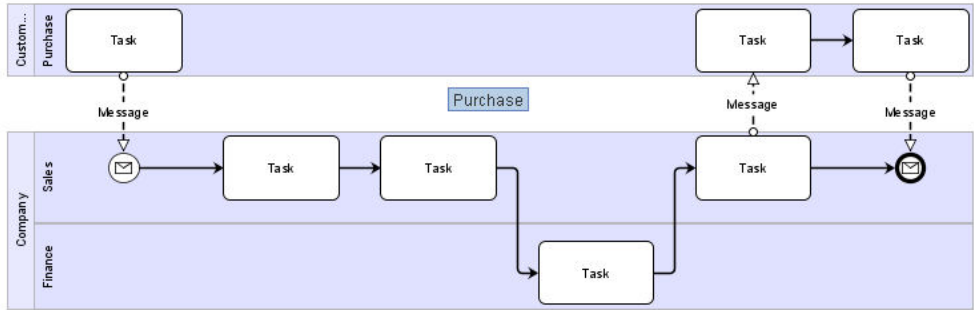 Custom...
Purchase
Task
Task
Task
Message
Purchase
Message
Message
Company
Sales
Task
Task
Task
Finance
Task